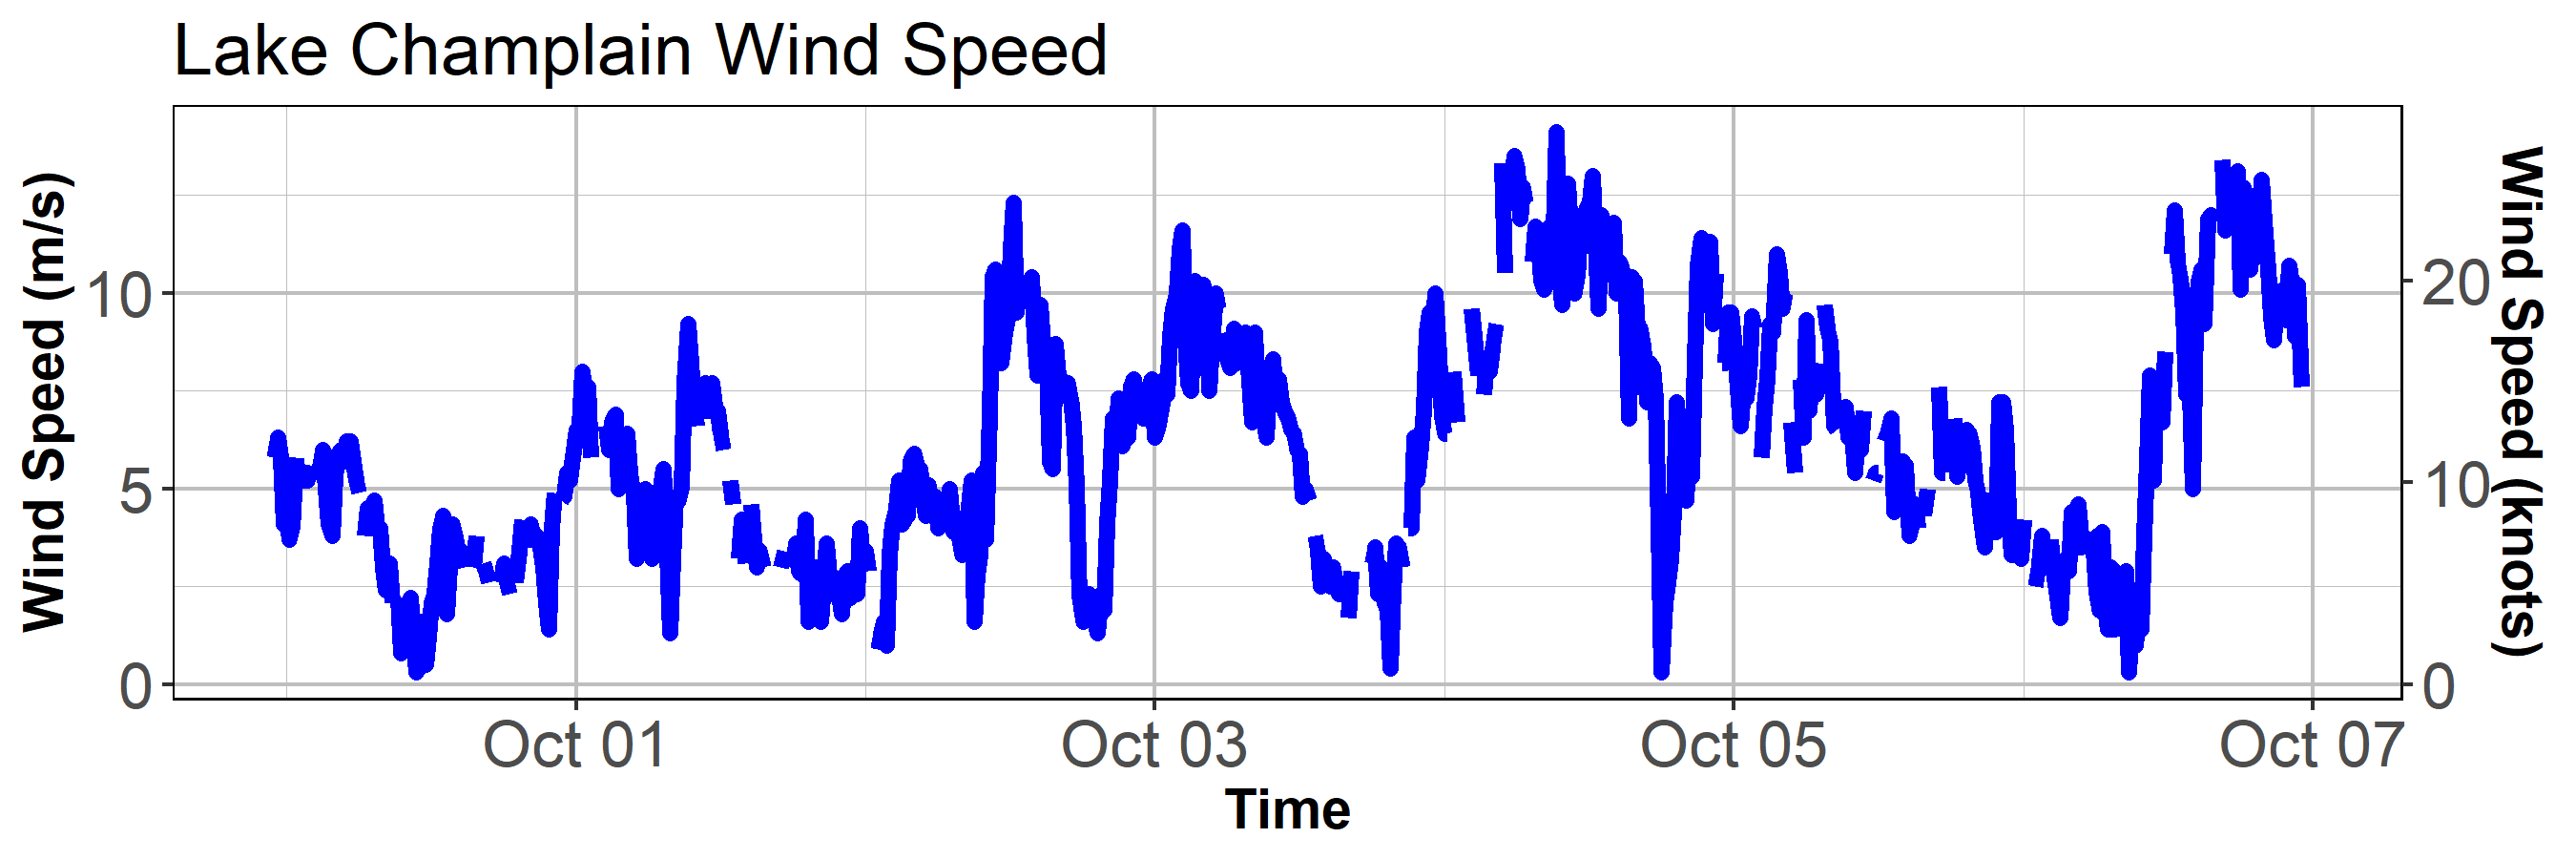 Lake Champlain Wind Speed
Wind Speed (m/s)
10
5
0
20
10
0
Wind Speed (knots)
Oct 01
Oct 03
Oct 05
Oct 07
Time